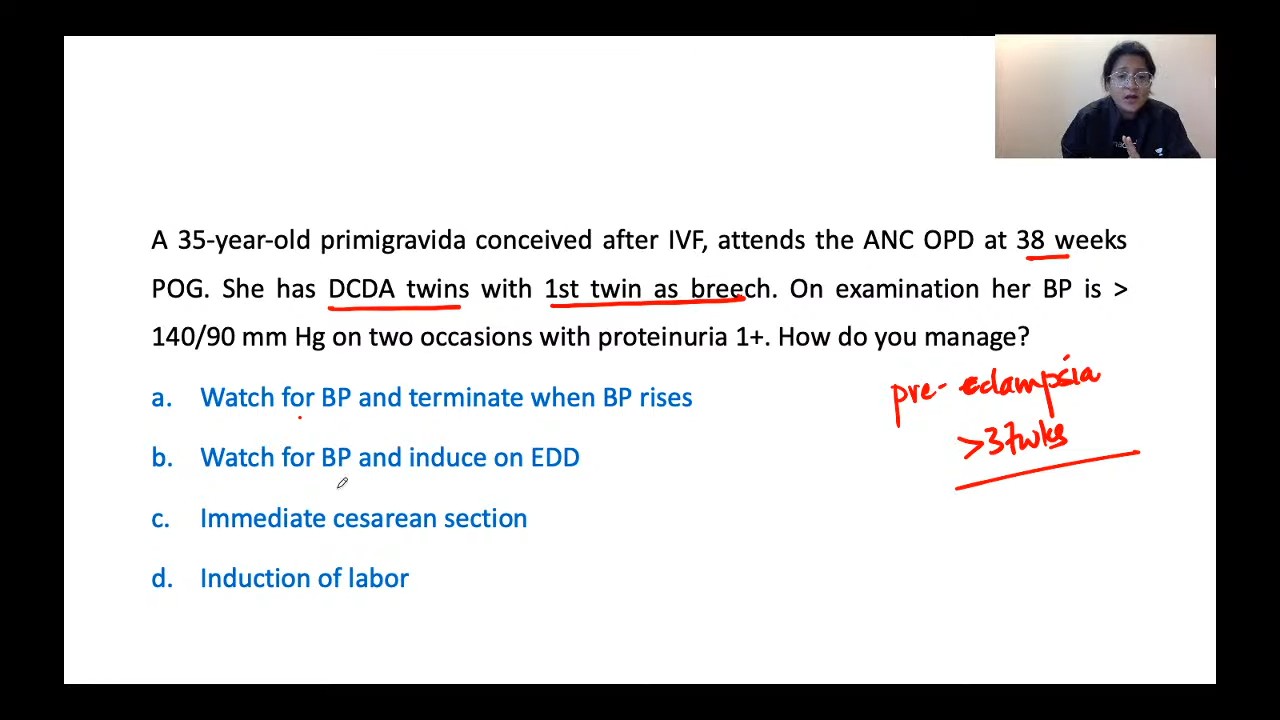 A 35-year-old primigravida conceived after IVF, attends the ANC OPD at 38 weeks
POG. She has DCDA twins with 1st twin as breech. On examination her BP is >
140/90 mm Hg on two occasions with proteinuria 1+. How do you manage?
a. Watch for BP and terminate when BP rises
pre-eclampsia
>37wks
b. Watch for BP and induce on EDD
c. Immediate cesarean section
d. Induction of labor